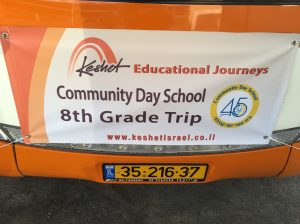 Keshet Educational Journeys
Community Day School
8th Grade Trip
Community Day School
45
www.keshetisrael.co.il
35-216-37